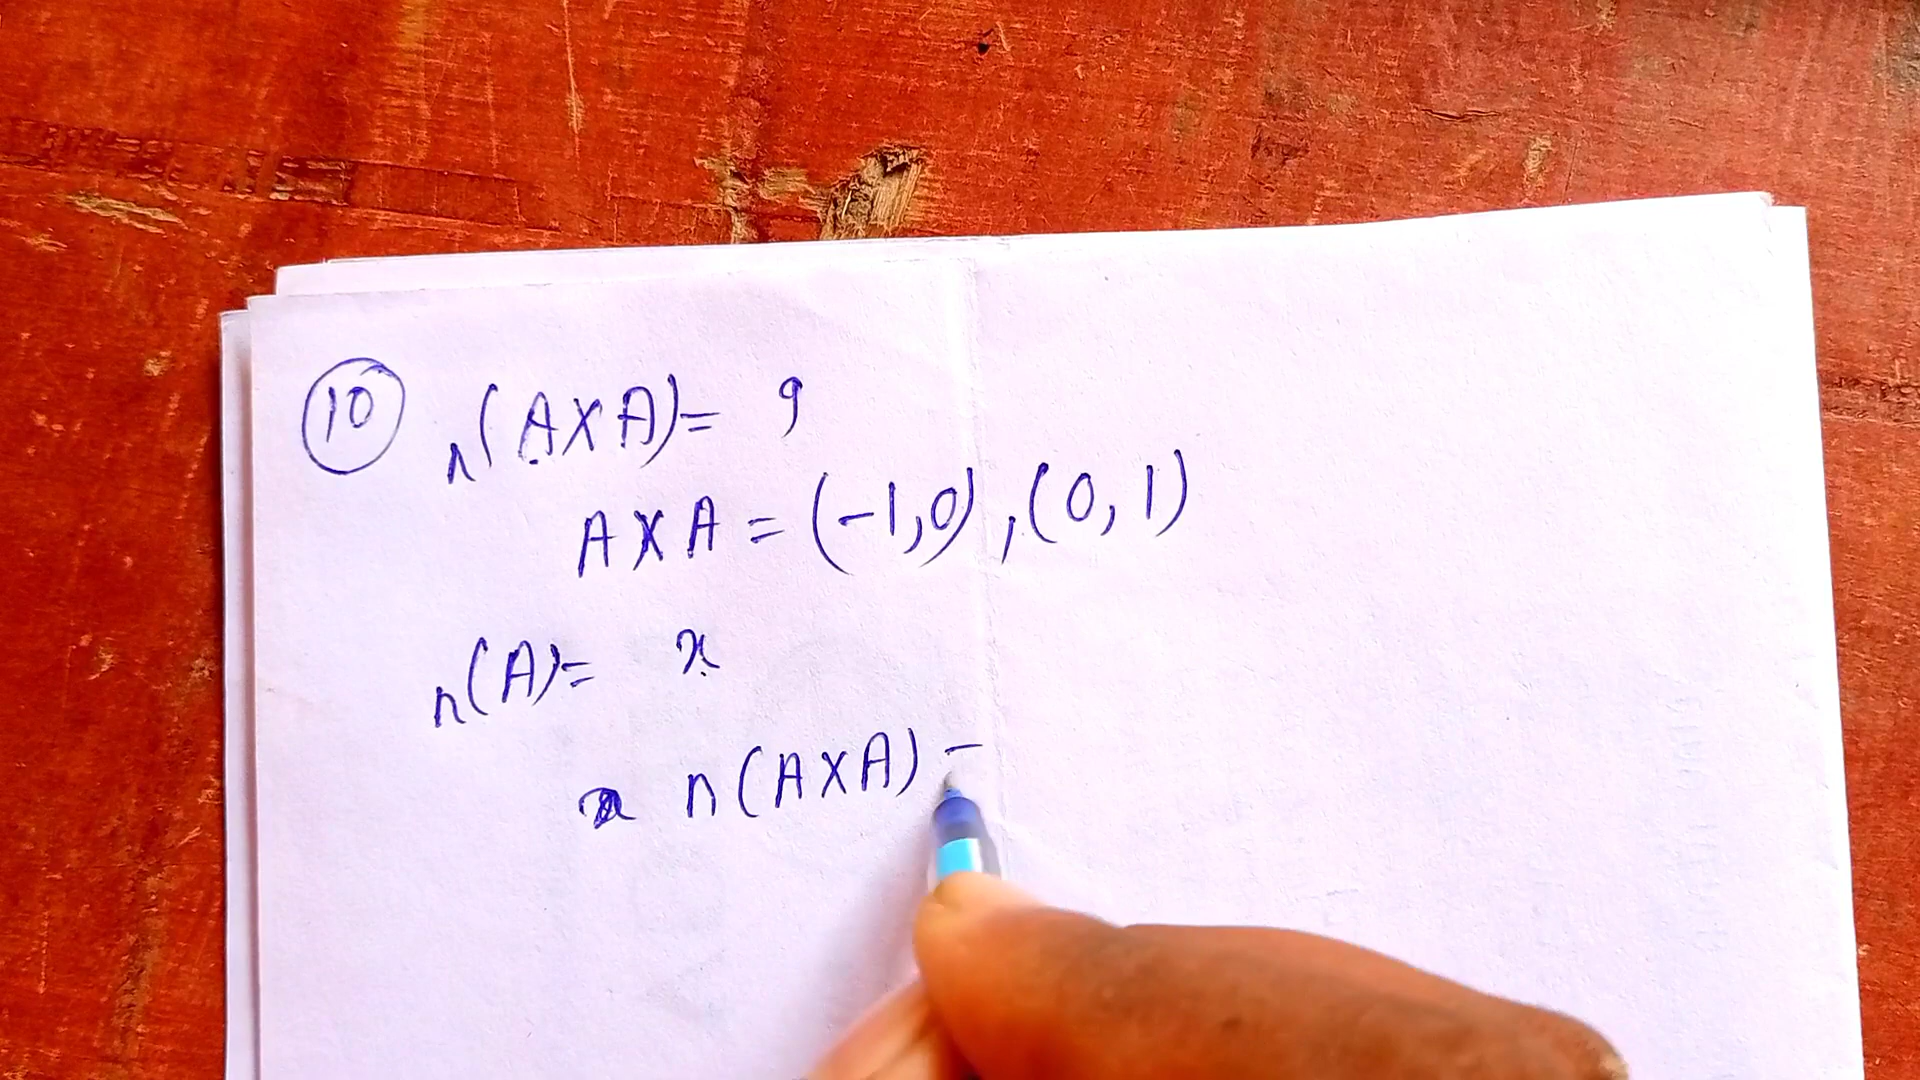 10 n(A×A)= 9
A×A = (-1,0),(0,1)
n(A)= x
n(A×A) =